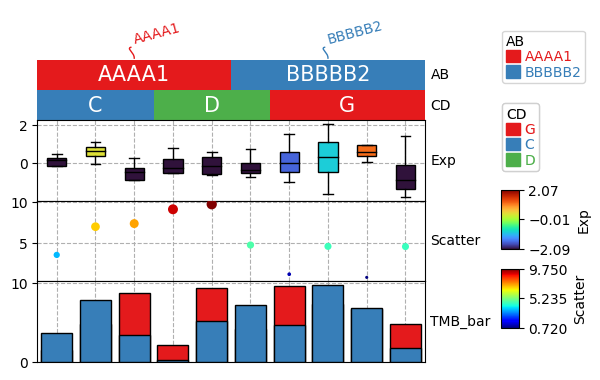 AAAA1 BBBBB2
AAAA1 BBBBB2 AB
C D G CD
2
0
Exp
10
5
Scatter
10
0
TMB_bar
AB
AAAA1
BBBBB2
CD
G
C
D
2.07
−0.01
−2.09
Exp
9.750
5.235
0.720
Scatter